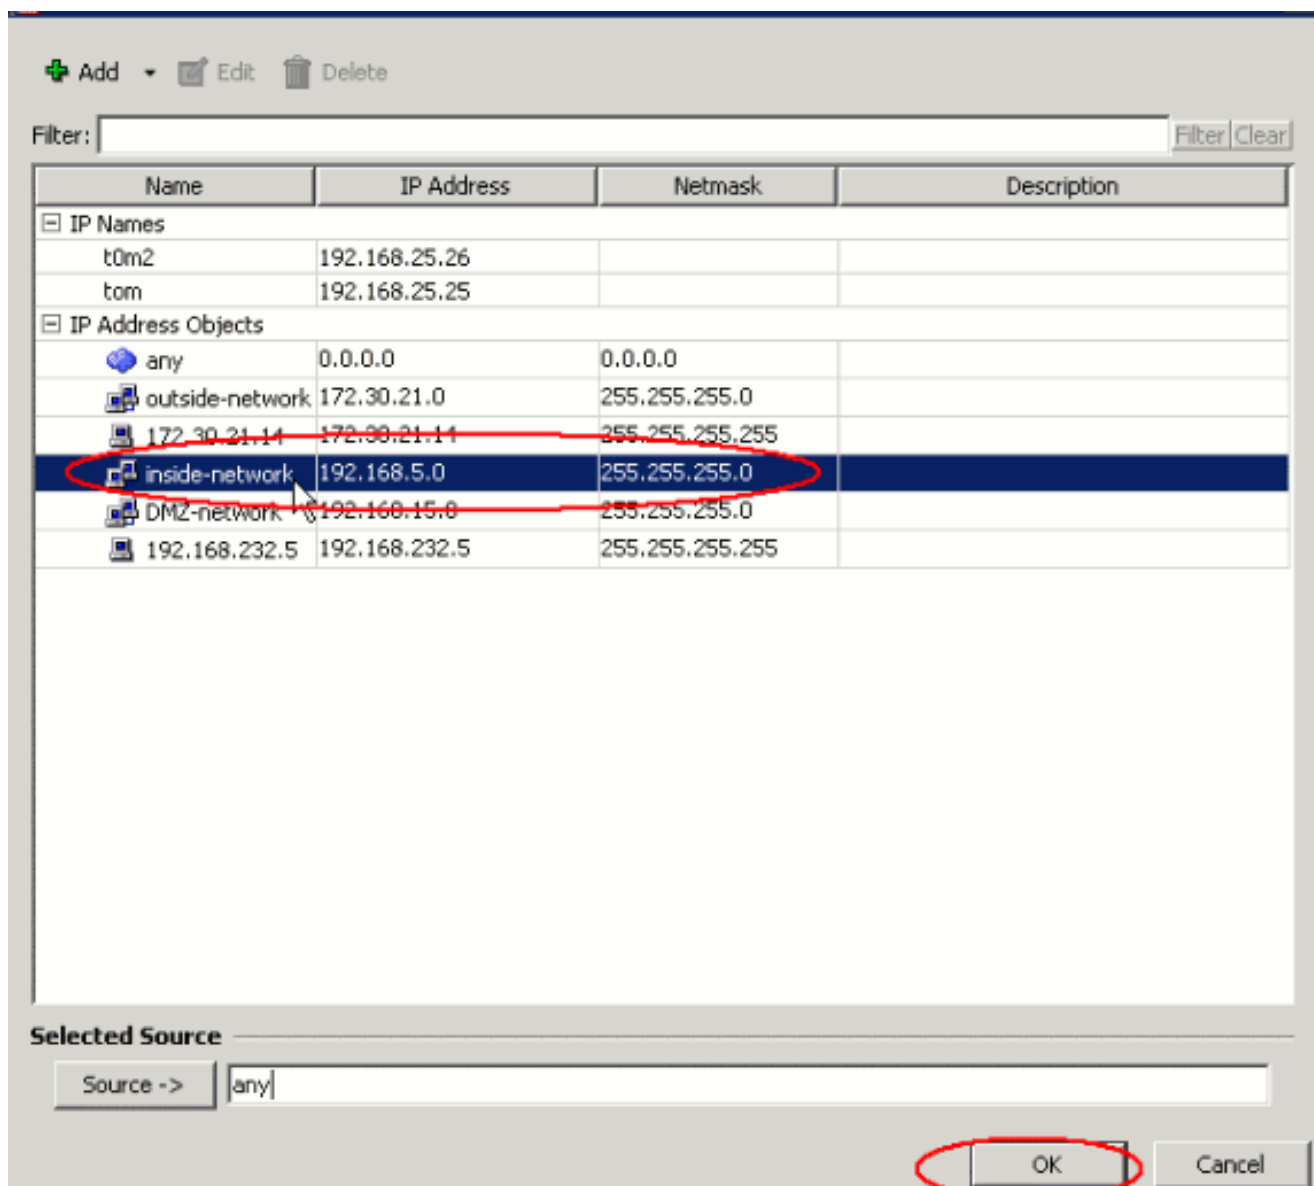 Add Edit Delete
Filter: Filter Clear
Name IP Address Netmask Description
IP Names
t0m2 192.168.25.26
tom 192.168.25.25
IP Address Objects
any 0.0.0.0 0.0.0.0
outside-network 172.30.21.0 255.255.255.0
172.30.21.14 172.30.21.14 255.255.255.255
inside-network 192.168.5.0 255.255.255.0
DMZ-network 192.168.15.0 255.255.255.0
192.168.232.5 192.168.232.5 255.255.255.255
Selected Source
Source -> any
OK Cancel